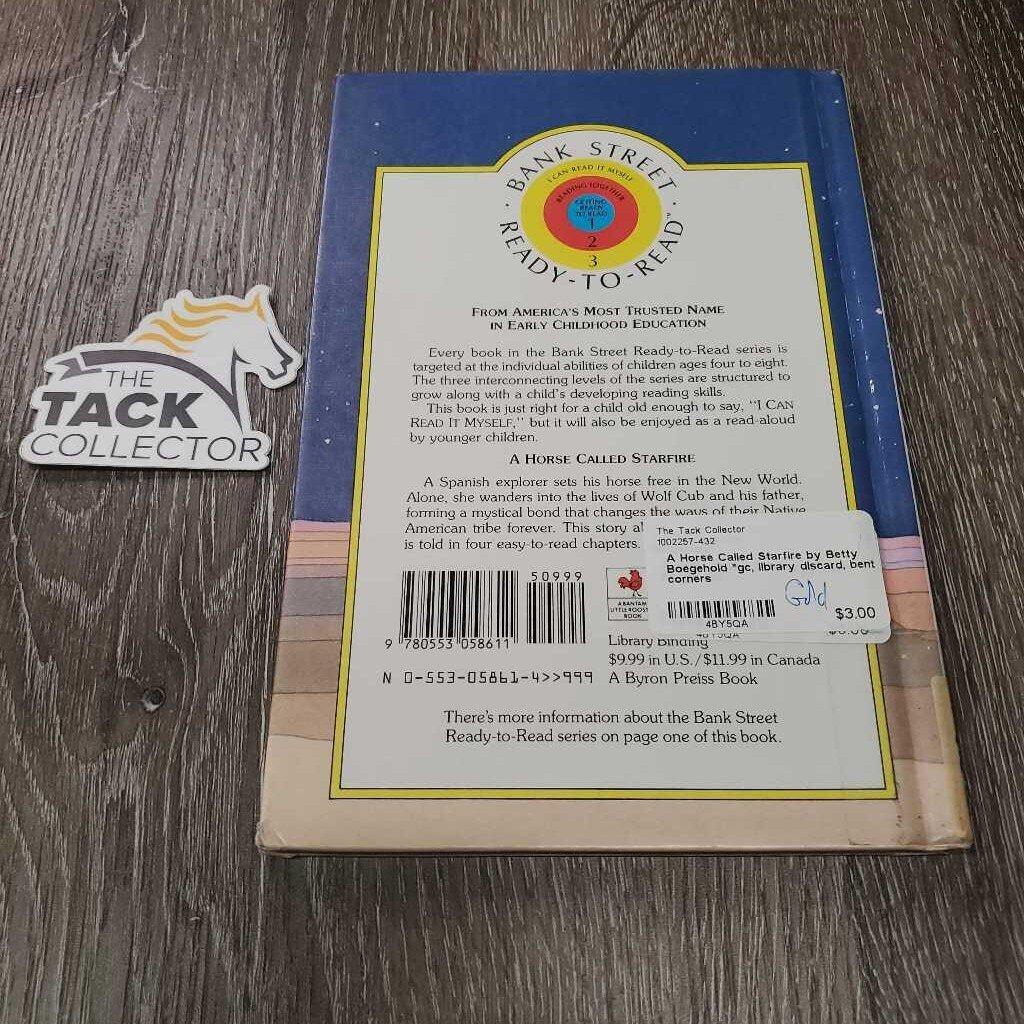 THE
TACK
COLLECTOR
BANK STREET
I CAN READ IT MYSELF
READING TOGETHER
GETTING
READY
TO READ
1
2
3
READY-TO-READ™
FROM AMERICA'S MOST TRUSTED NAME
IN EARLY CHILDHOOD EDUCATION
Every book in the Bank Street Ready-to-Read series is
targeted at the individual abilities of children ages four to eight.
The three interconnecting levels of the series are structured to
grow along with a child's developing reading skills.
This book is just right for a child old enough to say, "I CAN
READ IT MYSELF," but it will also be enjoyed as a read-aloud
by younger children.
A HORSE CALLED STARFIRE
A Spanish explorer sets his horse free in the New World.
Alone, she wanders into the lives of Wolf Cub and his father,
forming a mystical bond that changes the ways of their Native
American tribe forever. This story
is told in four easy-to-read chapters.
The Tack Collector
1002257-432
A Horse Called Starfire by Betty
Boegehold *gc, library discard, bent
corners
Gold
$3.00
4BY5QA
50999
9 780553 058611
A BANTAM
LITTLE ROOST
BOOK
N 0-553-05861-4>>999
Library Binding
$9.99 in U.S./$11.99 in Canada
A Byron Preiss Book
There's more information about the Bank Street
Ready-to-Read series on page one of this book.